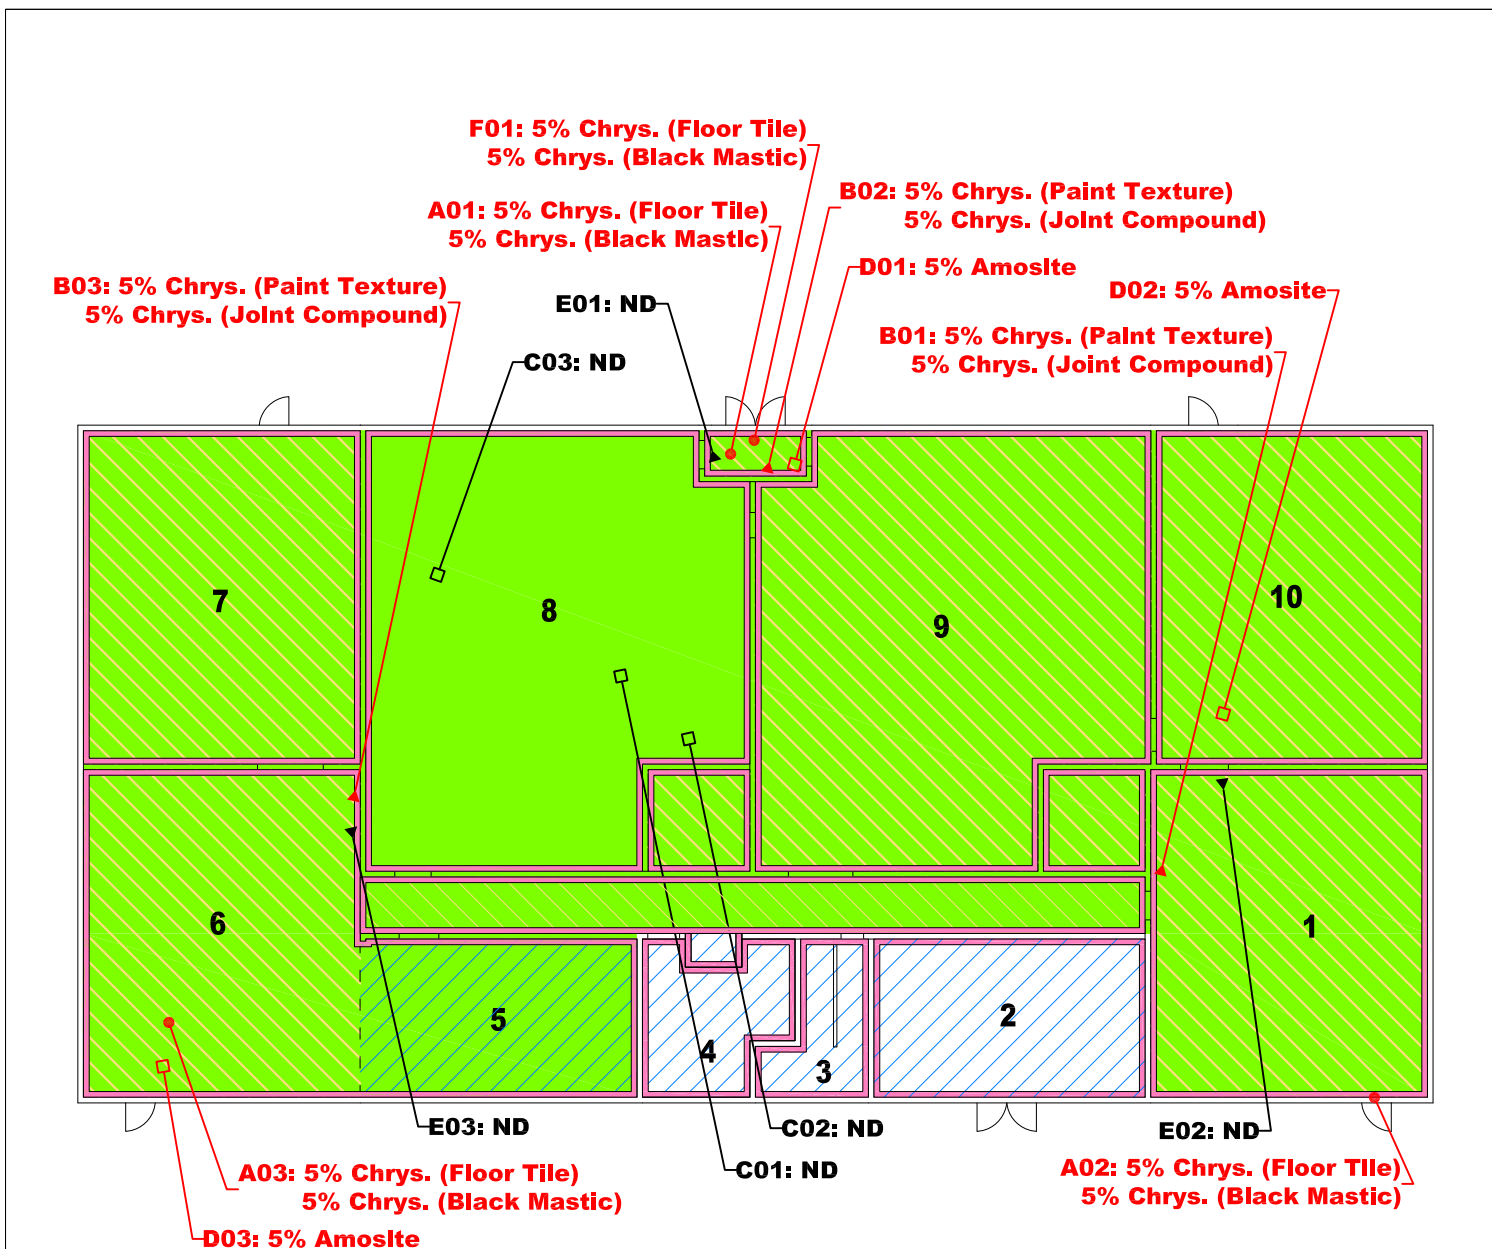 F01: 5% Chrys. (Floor Tile)
5% Chrys. (Black Mastic)
B02: 5% Chrys. (Paint Texture)
5% Chrys. (Joint Compound)
A01: 5% Chrys. (Floor Tile)
5% Chrys. (Black Mastic)
D01: 5% Amosite
B03: 5% Chrys. (Paint Texture)
5% Chrys. (Joint Compound)
E01: ND
D02: 5% Amosite
B01: 5% Chrys. (Paint Texture)
5% Chrys. (Joint Compound)
C03: ND
7
8
9
10
6
5
4
3
2
1
E03: ND
C02: ND
E02: ND
C01: ND
A03: 5% Chrys. (Floor Tile)
5% Chrys. (Black Mastic)
A02: 5% Chrys. (Floor Tile)
5% Chrys. (Black Mastic)
D03: 5% Amosite